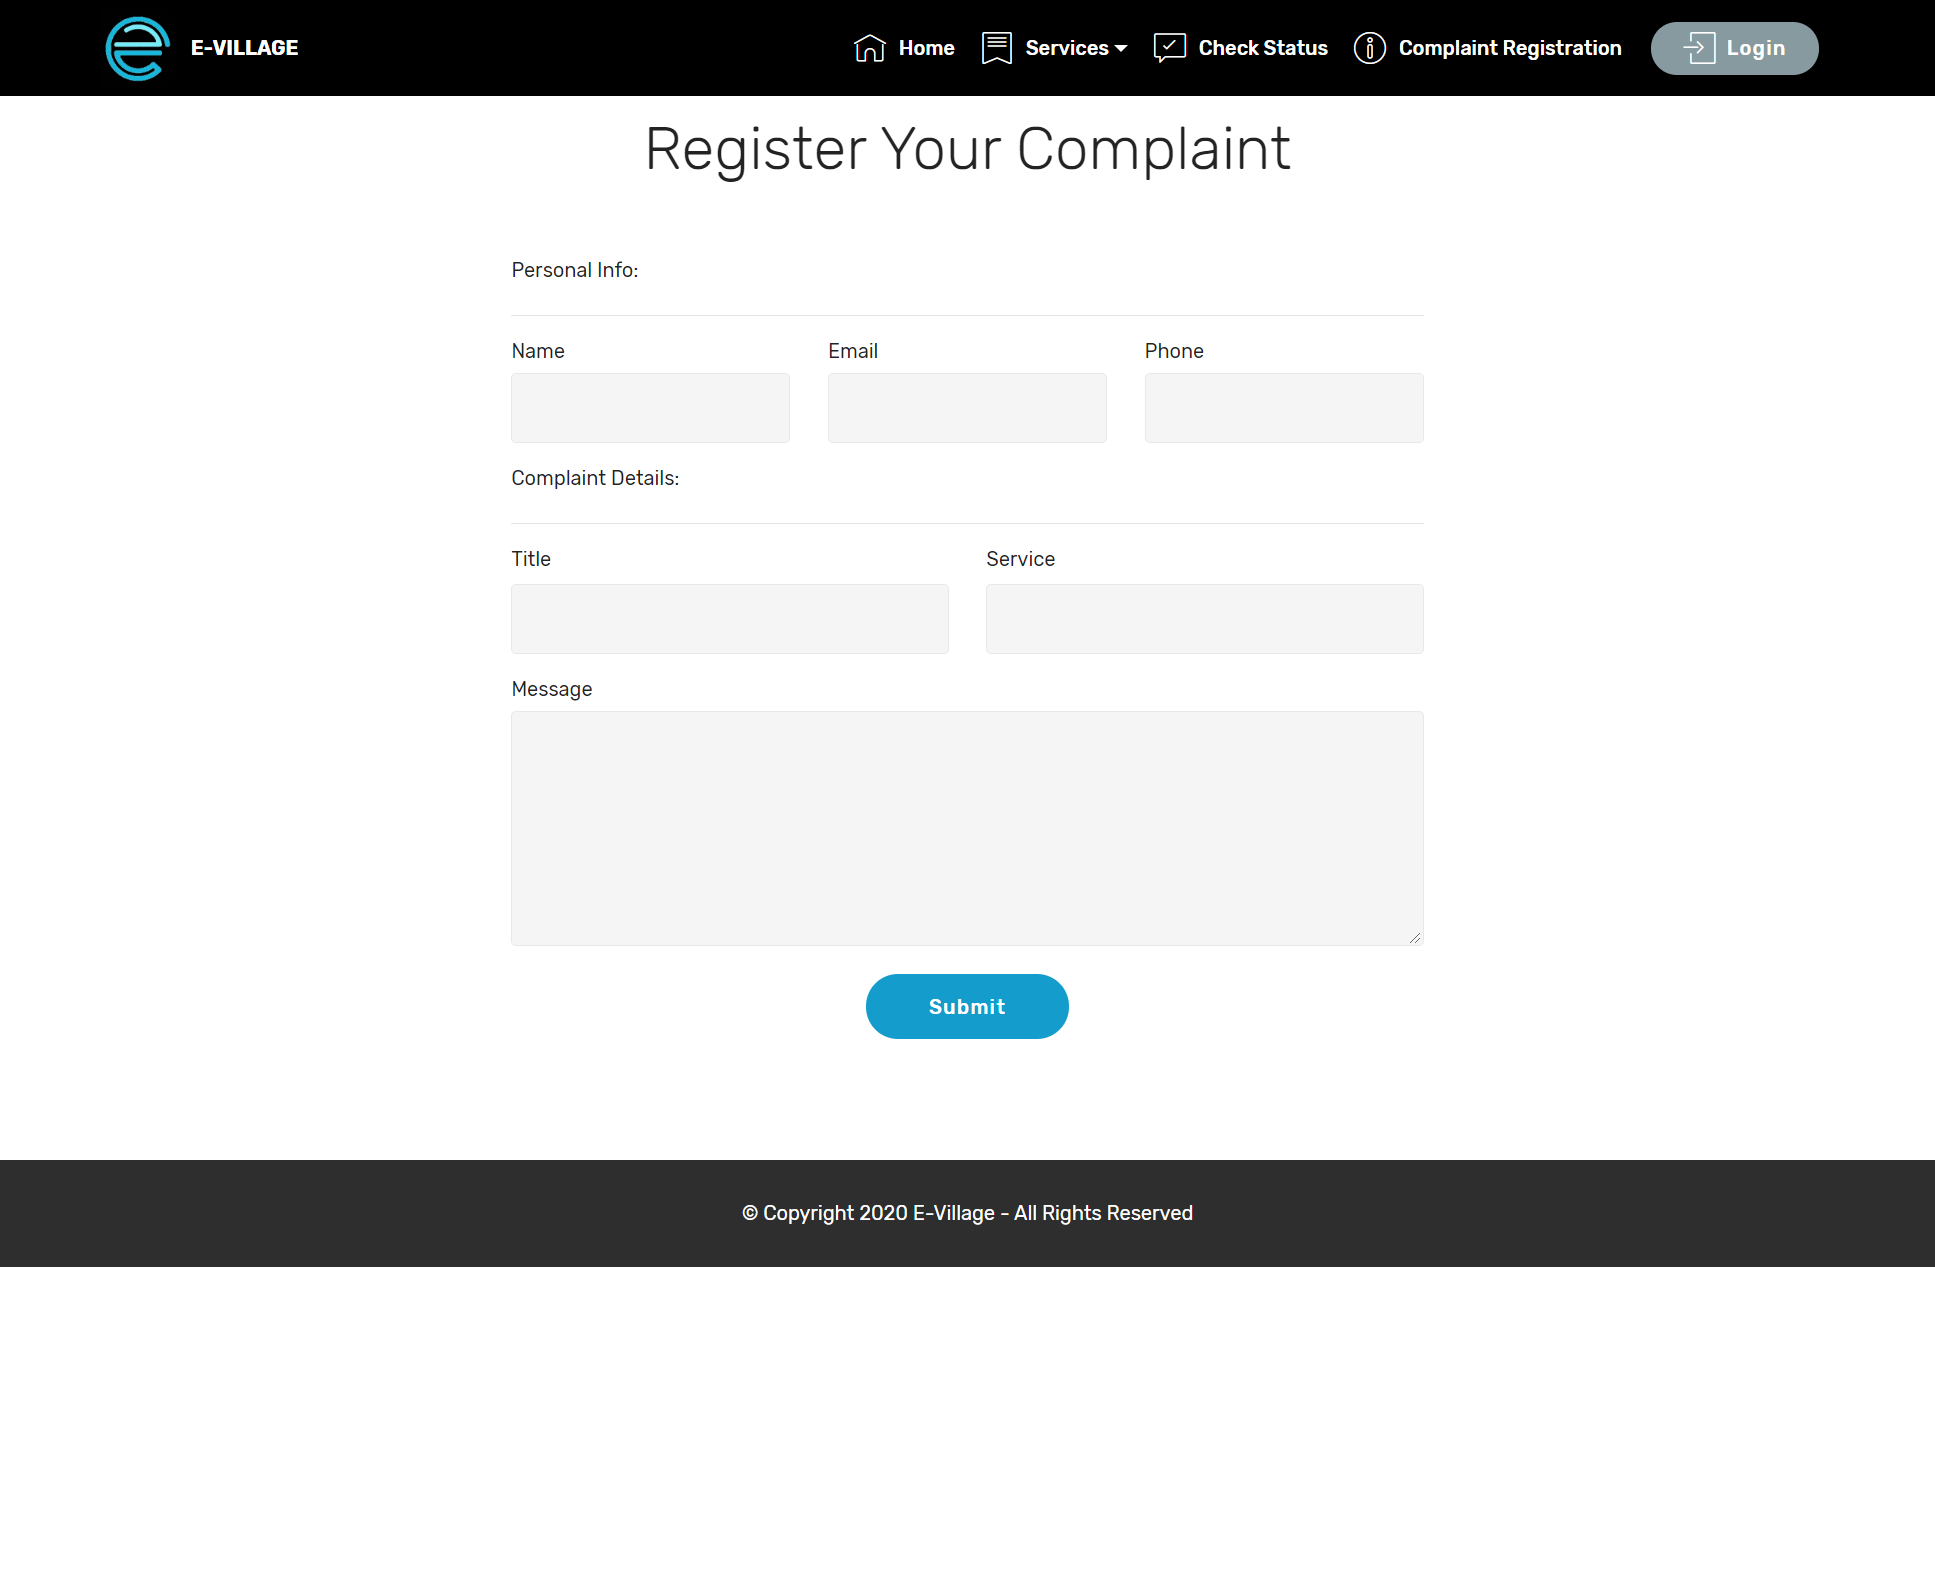 E-VILLAGE
Home Services Check Status Complaint Registration Login
Register Your Complaint
Personal Info:
Name Email Phone
Complaint Details:
Title Service
Message
Submit
© Copyright 2020 E-Village - All Rights Reserved